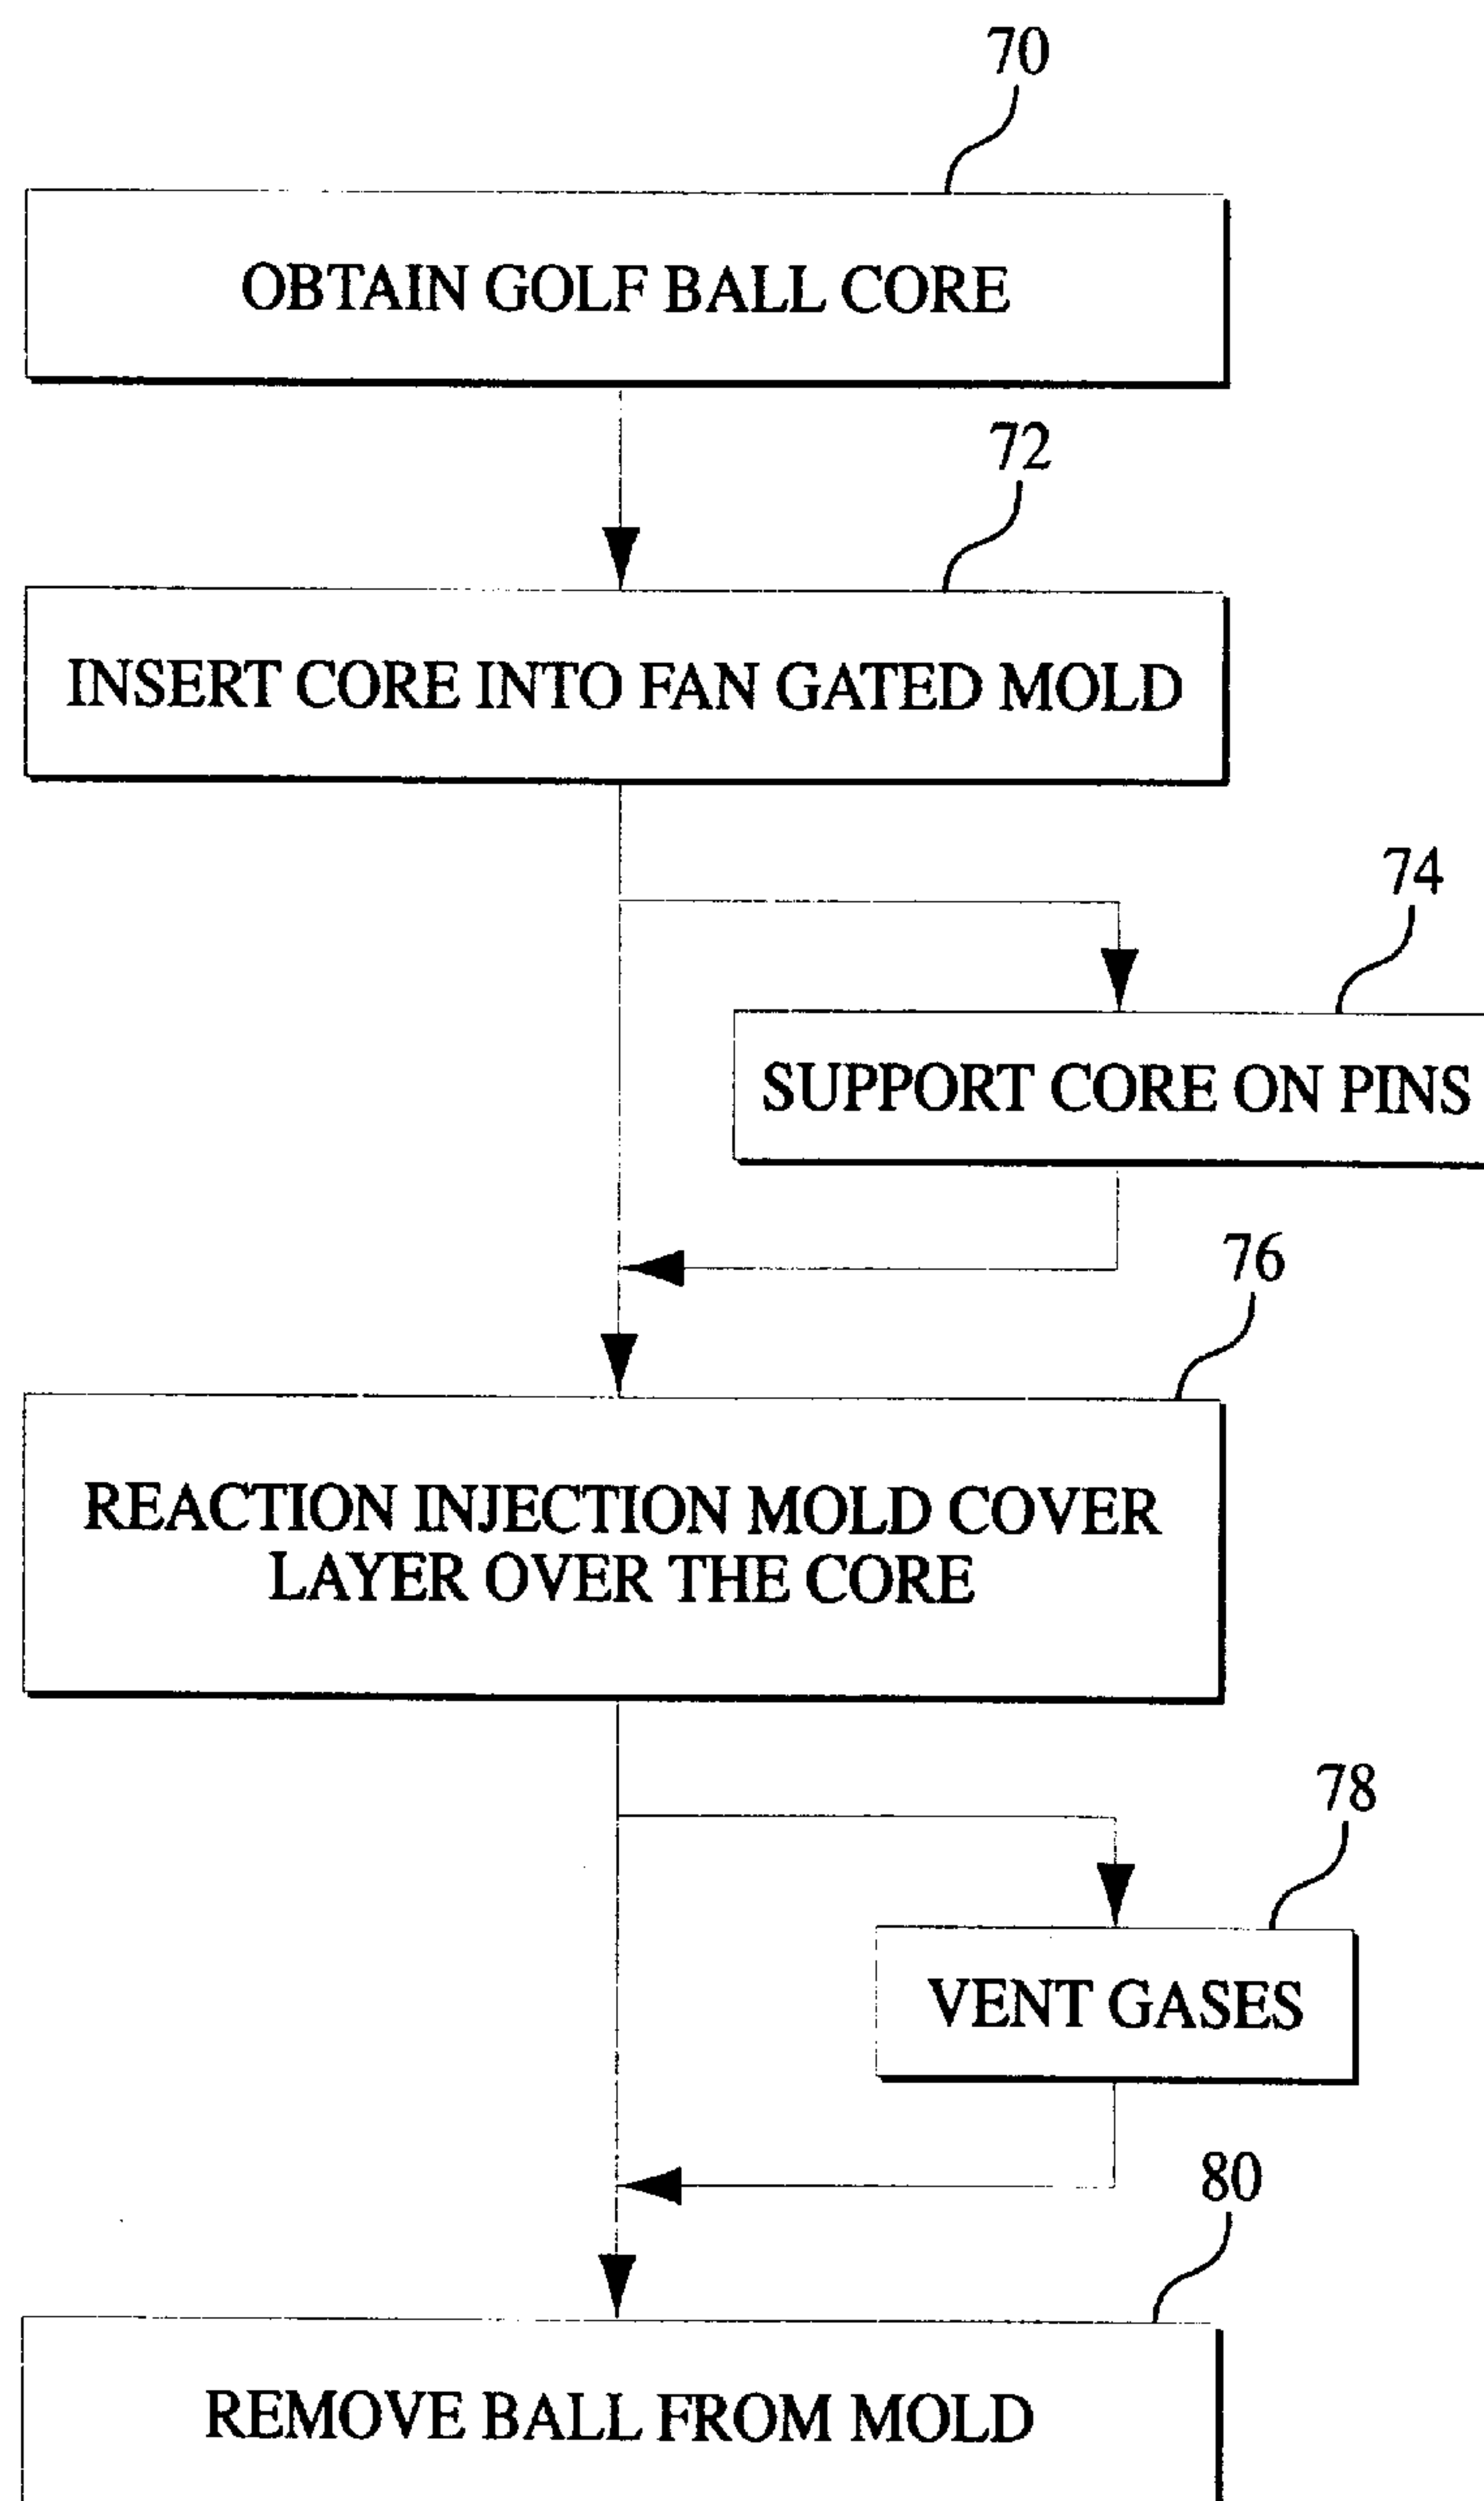 70
OBTAIN GOLF BALL CORE
72
INSERT CORE INTO FAN GATED MOLD
74
SUPPORT CORE ON PINS
76
REACTION INJECTION MOLD COVER
LAYER OVER THE CORE
78
VENT GASES
80
REMOVE BALL FROM MOLD